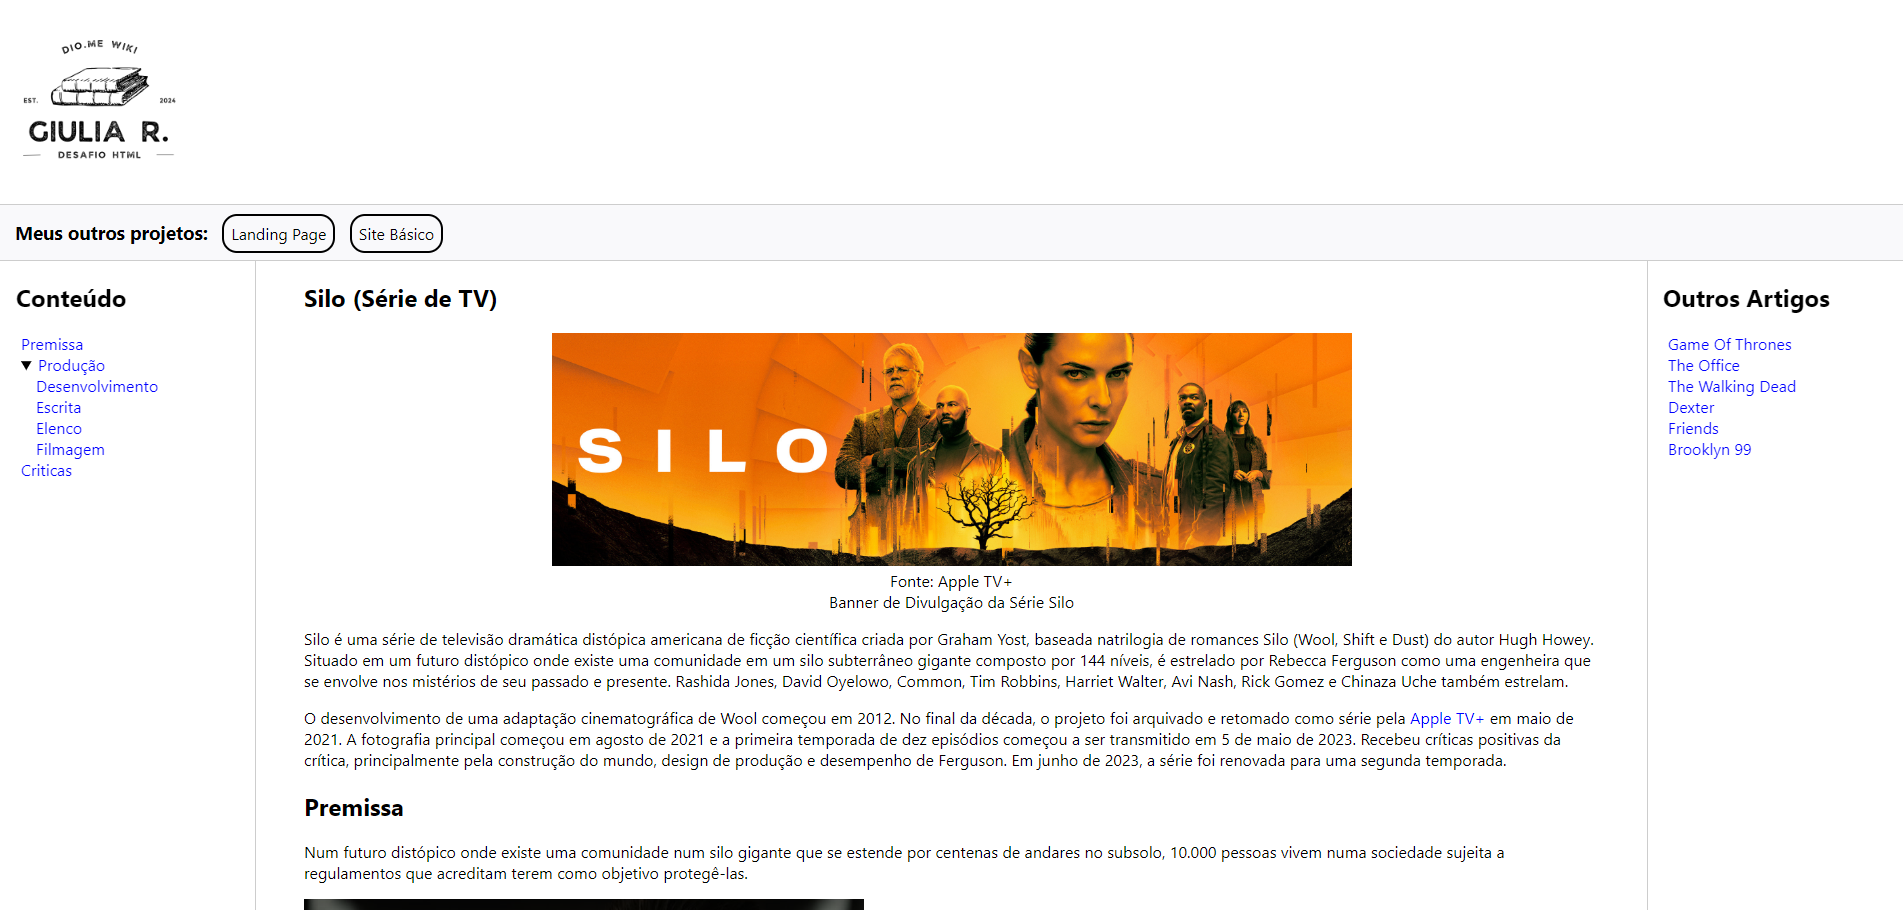 DIO.ME WIKI
EST. 2024
GIULIA R.
DESAFIO HTML
Meus outros projetos: Landing Page Site Básico
Conteúdo
Premissa
Produção
Desenvolvimento
Escrita
Elenco
Filmagem
Criticas
Silo (Série de TV)
SILO
Fonte: Apple TV+
Banner de Divulgação da Série Silo
Silo é uma série de televisão dramática distópica americana de ficção científica criada por Graham Yost, baseada natrilogia de romances Silo (Wool, Shift e Dust) do autor Hugh Howey.
Situado em um futuro distópico onde existe uma comunidade em um silo subterrâneo gigante composto por 144 níveis, é estrelado por Rebecca Ferguson como uma engenheira que
se envolve nos mistérios de seu passado e presente. Rashida Jones, David Oyelowo, Common, Tim Robbins, Harriet Walter, Avi Nash, Rick Gomez e Chinaza Uche também estrelam.
O desenvolvimento de uma adaptação cinematográfica de Wool começou em 2012. No final da década, o projeto foi arquivado e retomado como série pela Apple TV+ em maio de
2021. A fotografia principal começou em agosto de 2021 e a primeira temporada de dez episódios começou a ser transmitido em 5 de maio de 2023. Recebeu críticas positivas da
crítica, principalmente pela construção do mundo, design de produção e desempenho de Ferguson. Em junho de 2023, a série foi renovada para uma segunda temporada.
Premissa
Num futuro distópico onde existe uma comunidade num silo gigante que se estende por centenas de andares no subsolo, 10.000 pessoas vivem numa sociedade sujeita a
regulamentos que acreditam terem como objetivo protegê-las.
Outros Artigos
Game Of Thrones
The Office
The Walking Dead
Dexter
Friends
Brooklyn 99